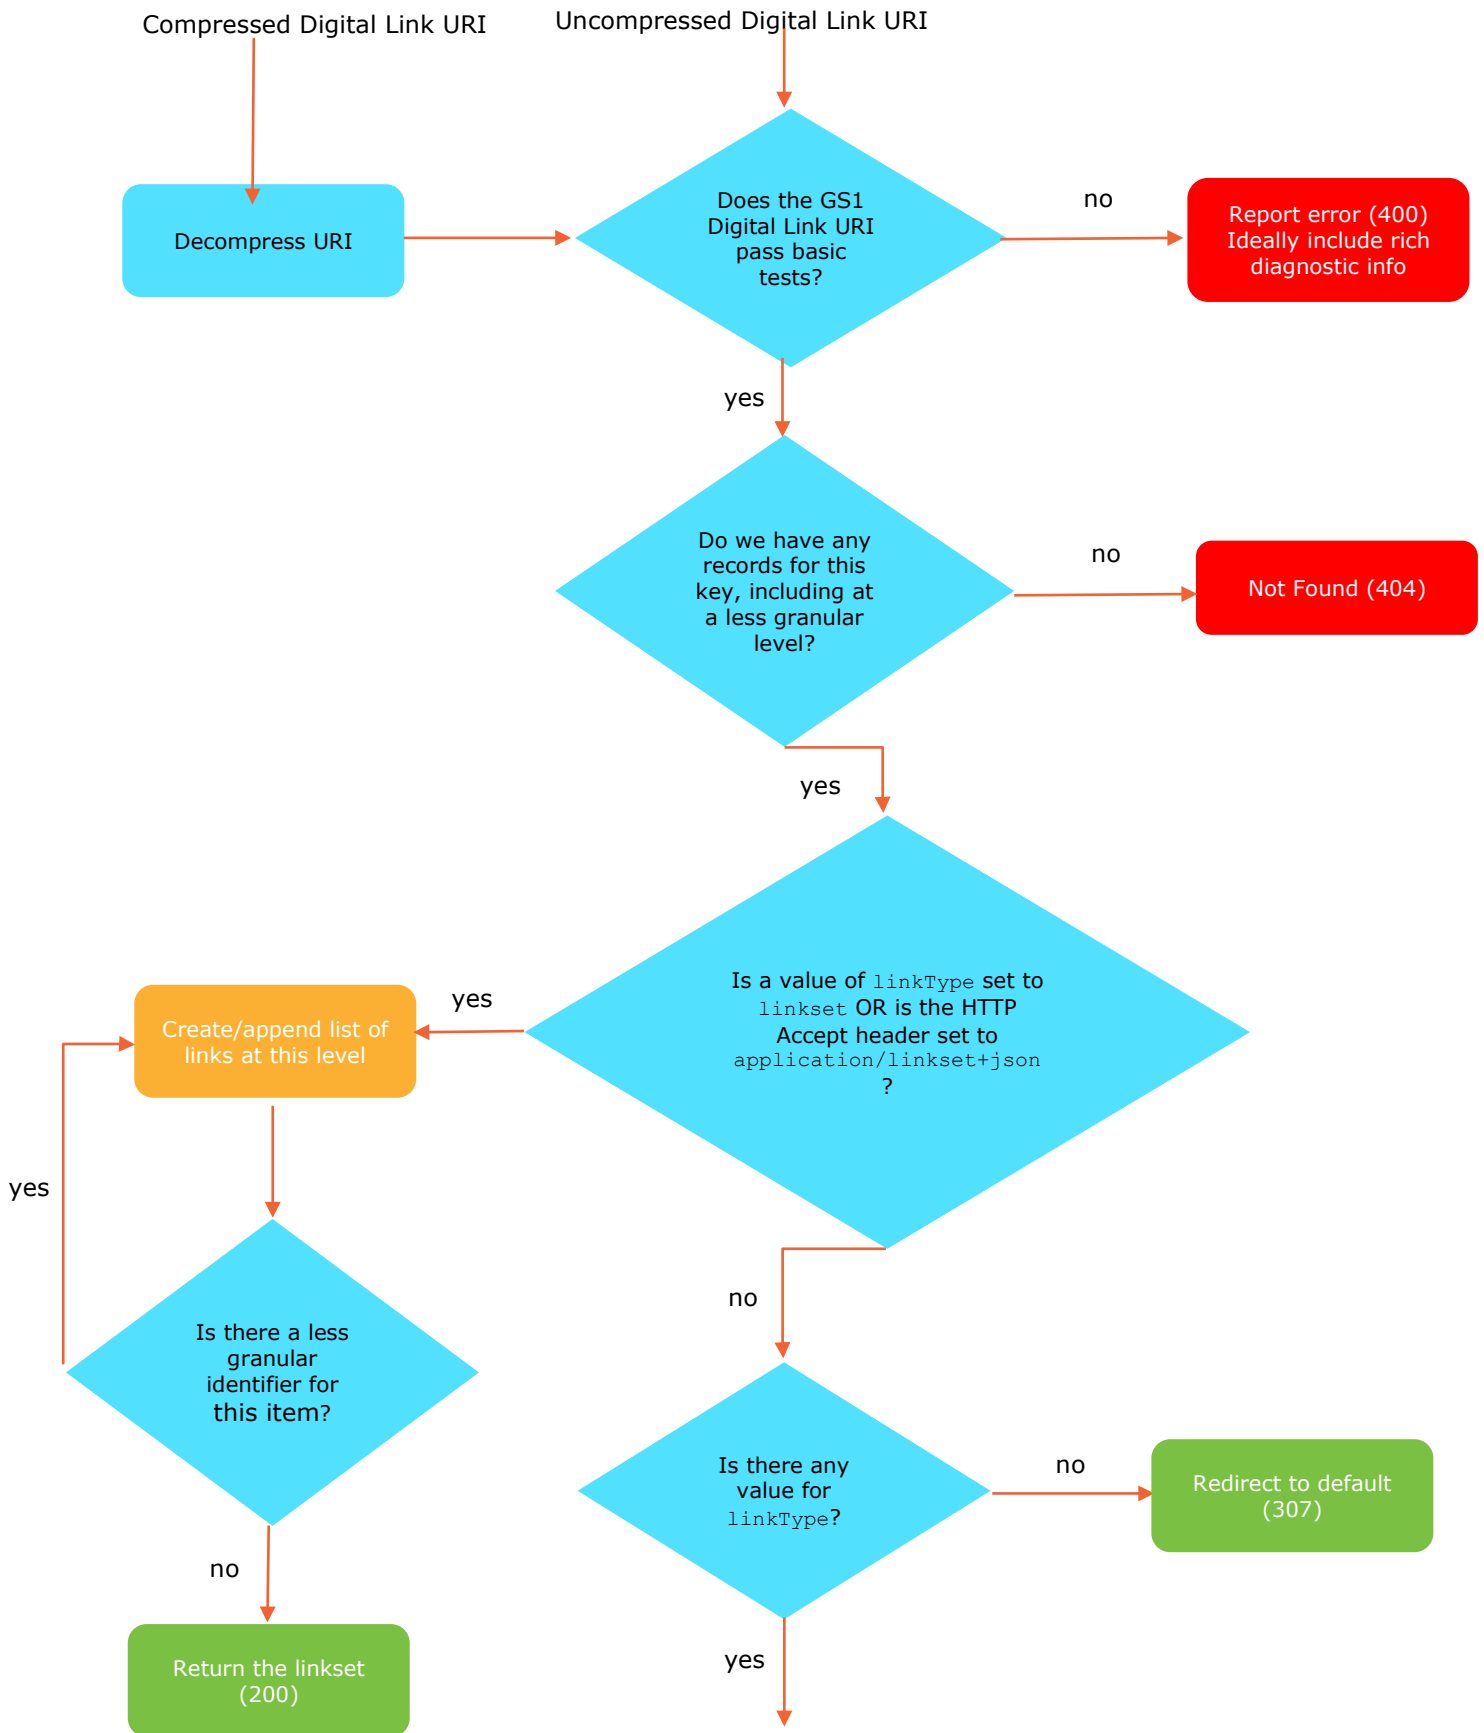 Compressed Digital Link URI
Uncompressed Digital Link URI
Decompress URI
Does the GS1
Digital Link URI
pass basic
tests?
no
Report error (400)
Ideally include rich
diagnostic info
yes
Do we have any
records for this
key, including at
a less granular
level?
no
Not Found (404)
yes
Is a value of linkType set to
linkset OR is the HTTP
Accept header set to
application/linkset+json
?
yes
Create/append list of
links at this level
yes
Is there a less
granular
identifier for
this item?
no
Return the linkset
(200)
no
Is there any
value for
linkType?
no
Redirect to default
(307)
yes